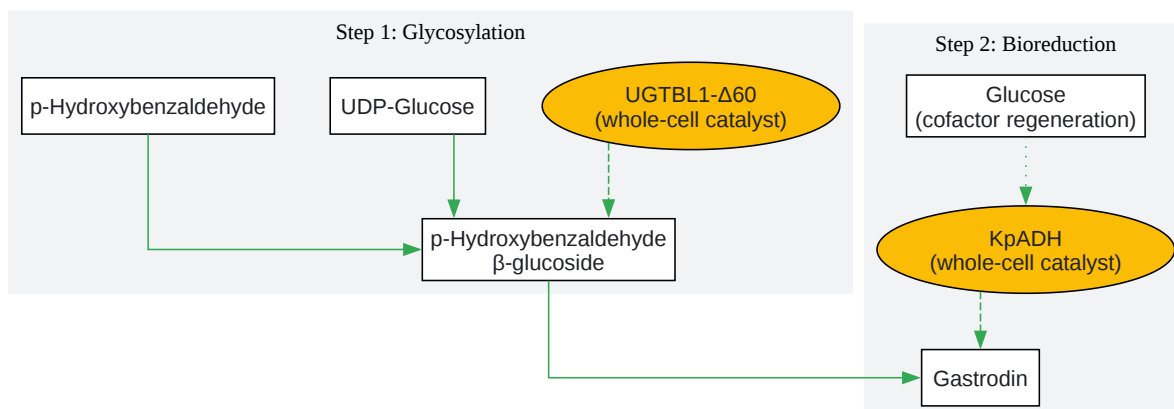 Step 1: Glycosylation
p-Hydroxybenzaldehyde
UDP-Glucose
UGTBL1-Δ60
(whole-cell catalyst)
p-Hydroxybenzaldehyde
β-glucoside
Step 2: Bioreduction
Glucose
(cofactor regeneration)
KpADH
(whole-cell catalyst)
Gastrodin